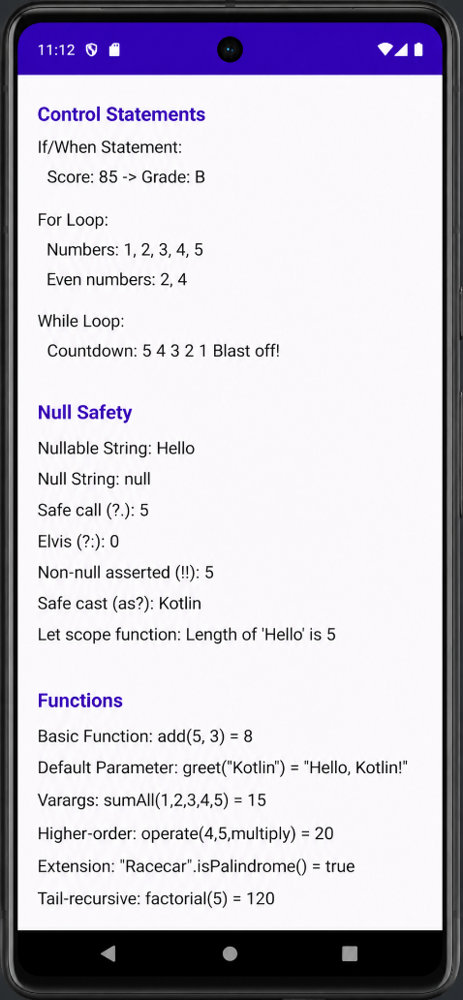 11:12
Control Statements
If/When Statement:
Score: 85 -> Grade: B
For Loop:
Numbers: 1, 2, 3, 4, 5
Even numbers: 2, 4
While Loop:
Countdown: 5 4 3 2 1 Blast off!
Null Safety
Nullable String: Hello
Null String: null
Safe call (?.): 5
Elvis (?:): 0
Non-null asserted (!!): 5
Safe cast (as?): Kotlin
Let scope function: Length of 'Hello' is 5
Functions
Basic Function: add(5, 3) = 8
Default Parameter: greet("Kotlin") = "Hello, Kotlin!"
Varargs: sumAll(1,2,3,4,5) = 15
Higher-order: operate(4,5,multiply) = 20
Extension: "Racecar".isPalindrome() = true
Tail-recursive: factorial(5) = 120